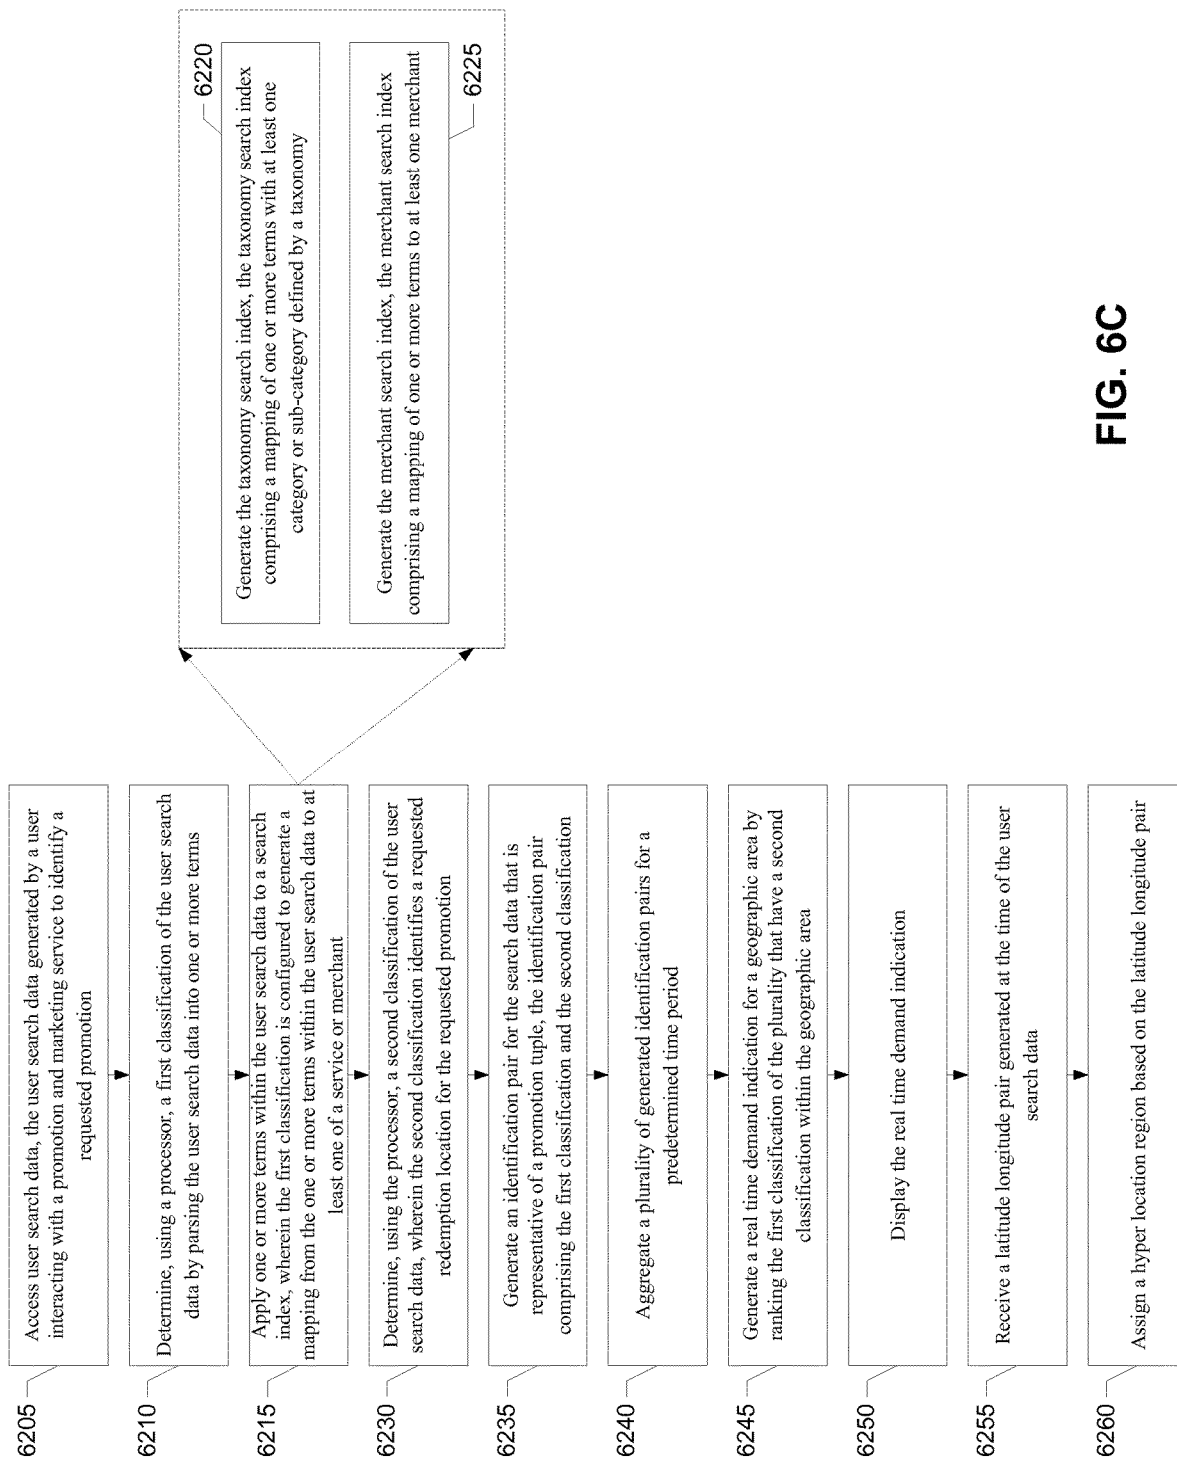 6205
Access user search data, the user search data generated by a user
interacting with a promotion and marketing service to identify a
requested promotion
6210
Determine, using a processor, a first classification of the user search
data by parsing the user search data into one or more terms
6215
Apply one or more terms within the user search data to a search
index, wherein the first classification is configured to generate a
mapping from the one or more terms within the user search data to at
least one of a service or merchant
6220
Generate the taxonomy search index, the taxonomy search index
comprising a mapping of one or more terms with at least one
category or sub-category defined by a taxonomy
6225
Generate the merchant search index, the merchant search index
comprising a mapping of one or more terms to at least one merchant
6230
Determine, using the processor, a second classification of the user
search data, wherein the second classification identifies a requested
redemption location for the requested promotion
6235
Generate an identification pair for the search data that is
representative of a promotion tuple, the identification pair
comprising the first classification and the second classification
6240
Aggregate a plurality of generated identification pairs for a
predetermined time period
6245
Generate a real time demand indication for a geographic area by
ranking the first classification of the plurality that have a second
classification within the geographic area
6250
Display the real time demand indication
6255
Receive a latitude longitude pair generated at the time of the user
search data
6260
Assign a hyper location region based on the latitude longitude pair
FIG. 6C